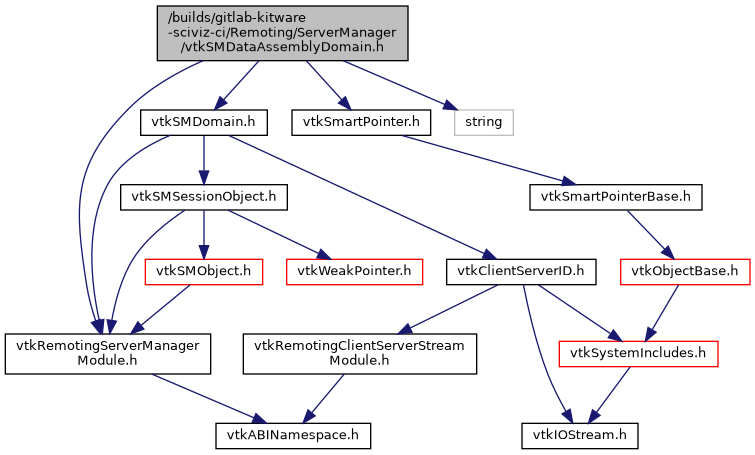 /builds/gitlab-kitware
-sciviz-ci/Remoting/ServerManager
/vtkSMDataAssemblyDomain.h
vtkSMDomain.h
vtkSmartPointer.h
string
vtkSMSessionObject.h
vtkSmartPointerBase.h
vtkSMObject.h
vtkWeakPointer.h
vtkClientServerID.h
vtkObjectBase.h
vtkRemotingServerManager
Module.h
vtkRemotingClientServerStream
Module.h
vtkSystemIncludes.h
vtkABINamespace.h
vtkIOStream.h